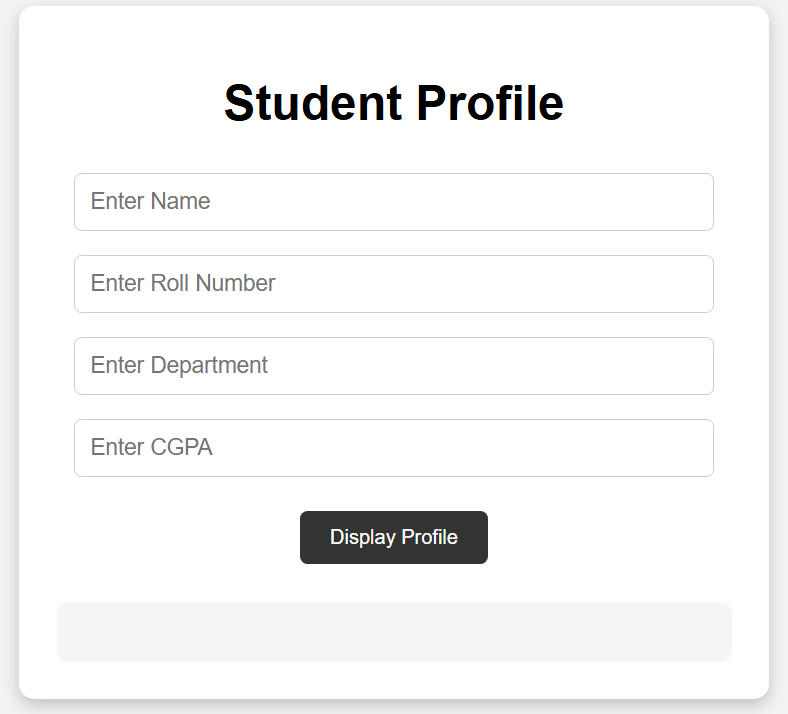 Student Profile
Enter Name
Enter Roll Number
Enter Department
Enter CGPA
Display Profile